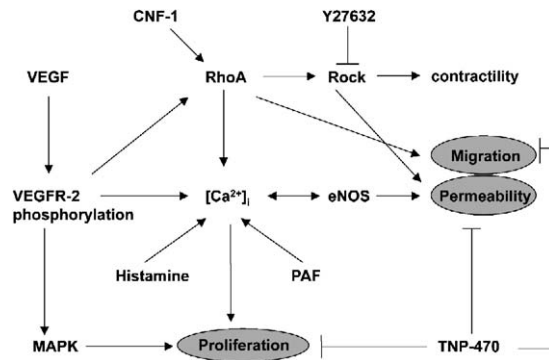 CNF-1 Y27632
VEGF RhoA Rock contractility
Migration
VEGFR-2 [Ca²⁺]ᵢ eNOS Permeability
phosphorylation
Histamine PAF
MAPK Proliferation TNP-470